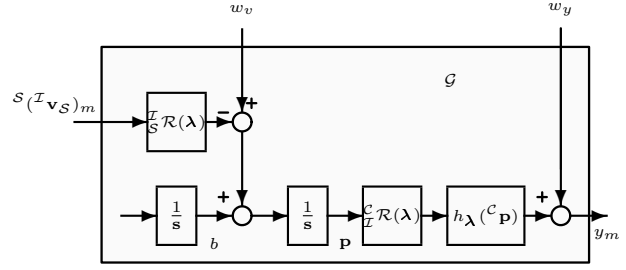 w_v
w_y
𝒢
^𝒮(^ℐ𝐯_𝒮)_m
^ℐ_𝒮ℛ(𝛌)
−
+
+
1/𝐬
b
1/𝐬
𝐩
^𝒞_ℐℛ(𝛌)
h_𝛌(^𝒞𝐩)
+
y_m